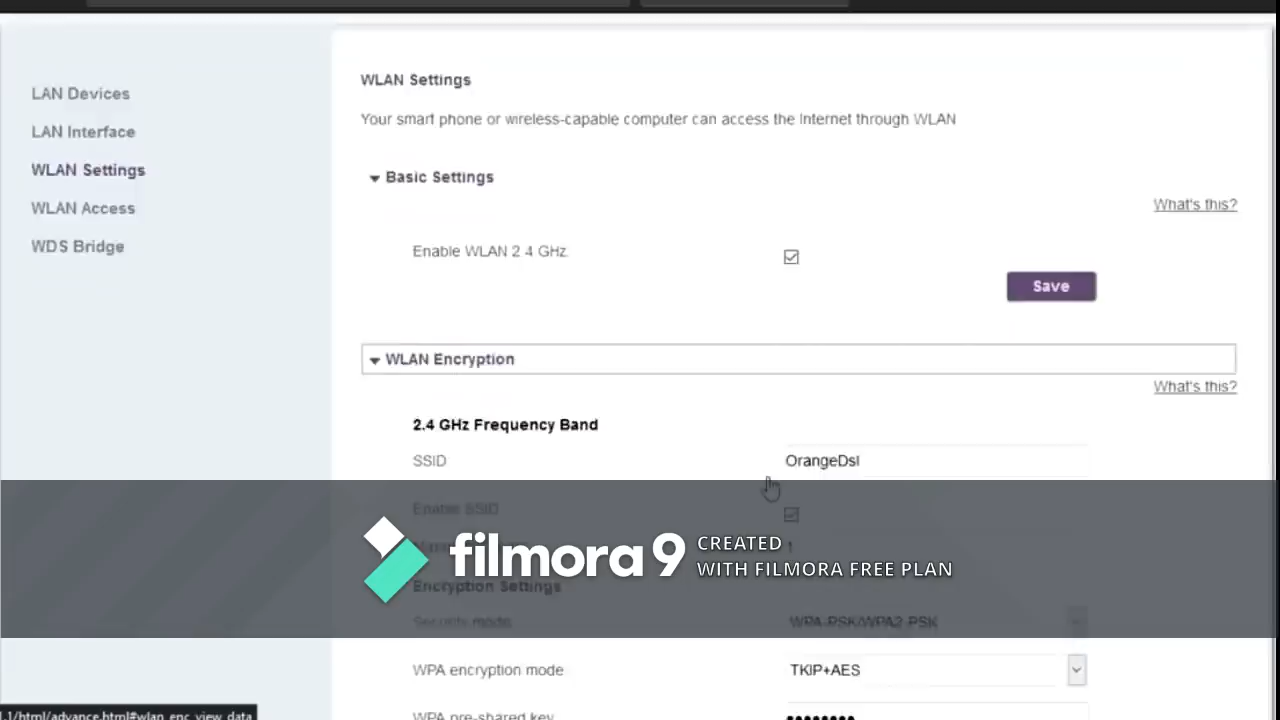 WLAN Settings
LAN Devices
Your smart phone or wireless-capable computer can access the Internet through WLAN
LAN Interface
WLAN Settings
Basic Settings
WLAN Access
What's this?
WDS Bridge
Enable WLAN 2.4 GHz
Save
WLAN Encryption
What's this?
2.4 GHz Frequency Band
SSID OrangeDsl
Enable SSID
filmora 9 CREATED
WITH FILMORA FREE PLAN
Encryption Settings
Security mode WPA-PSK/WPA2-PSK
WPA encryption mode TKIP+AES
WPA pre-shared key
.1/html/advance.html#wlan_enc_view_data